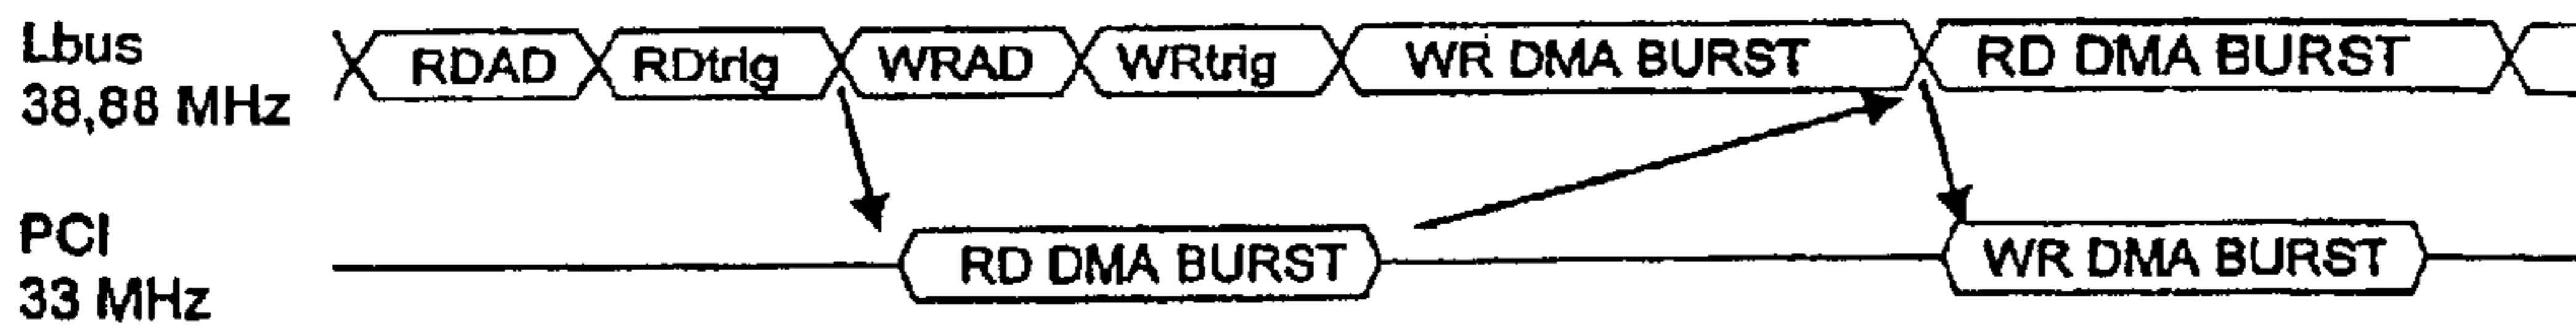 Lbus
38,88 MHz
RDAD RDtrig WRAD WRtrig WR DMA BURST RD DMA BURST
PCI
33 MHz
RD DMA BURST WR DMA BURST